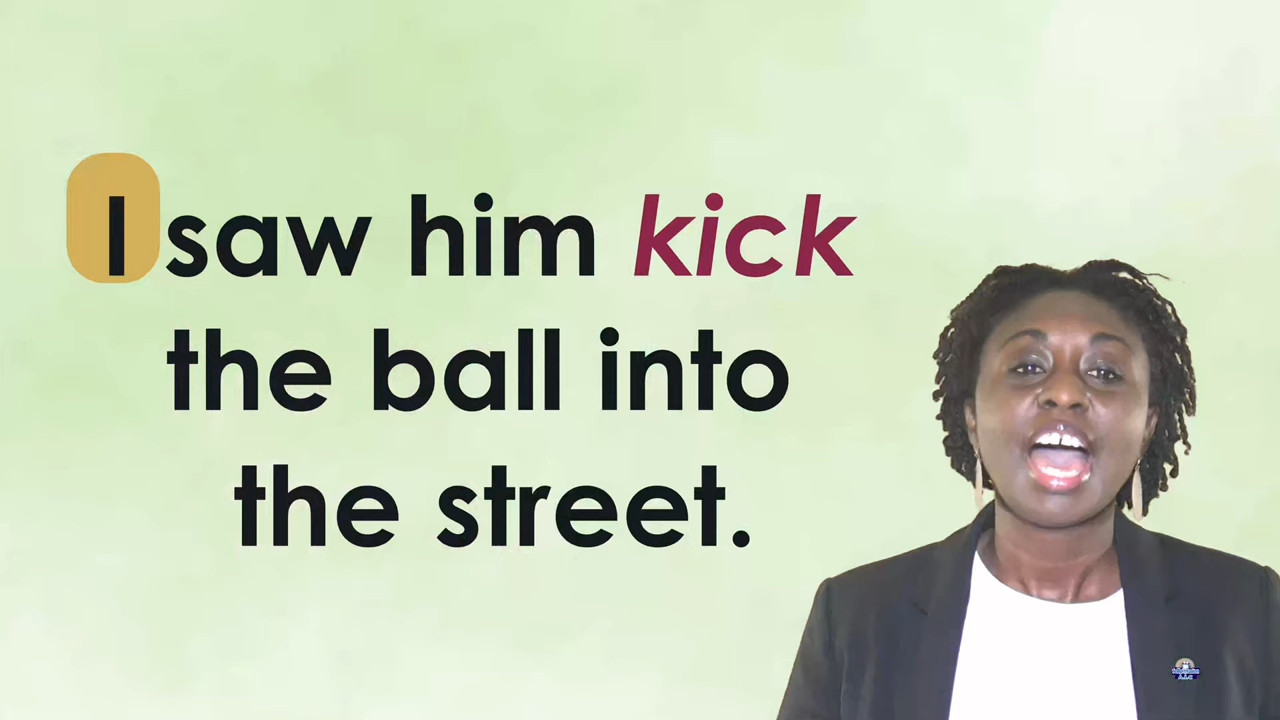 I saw him kick
the ball into
the street.